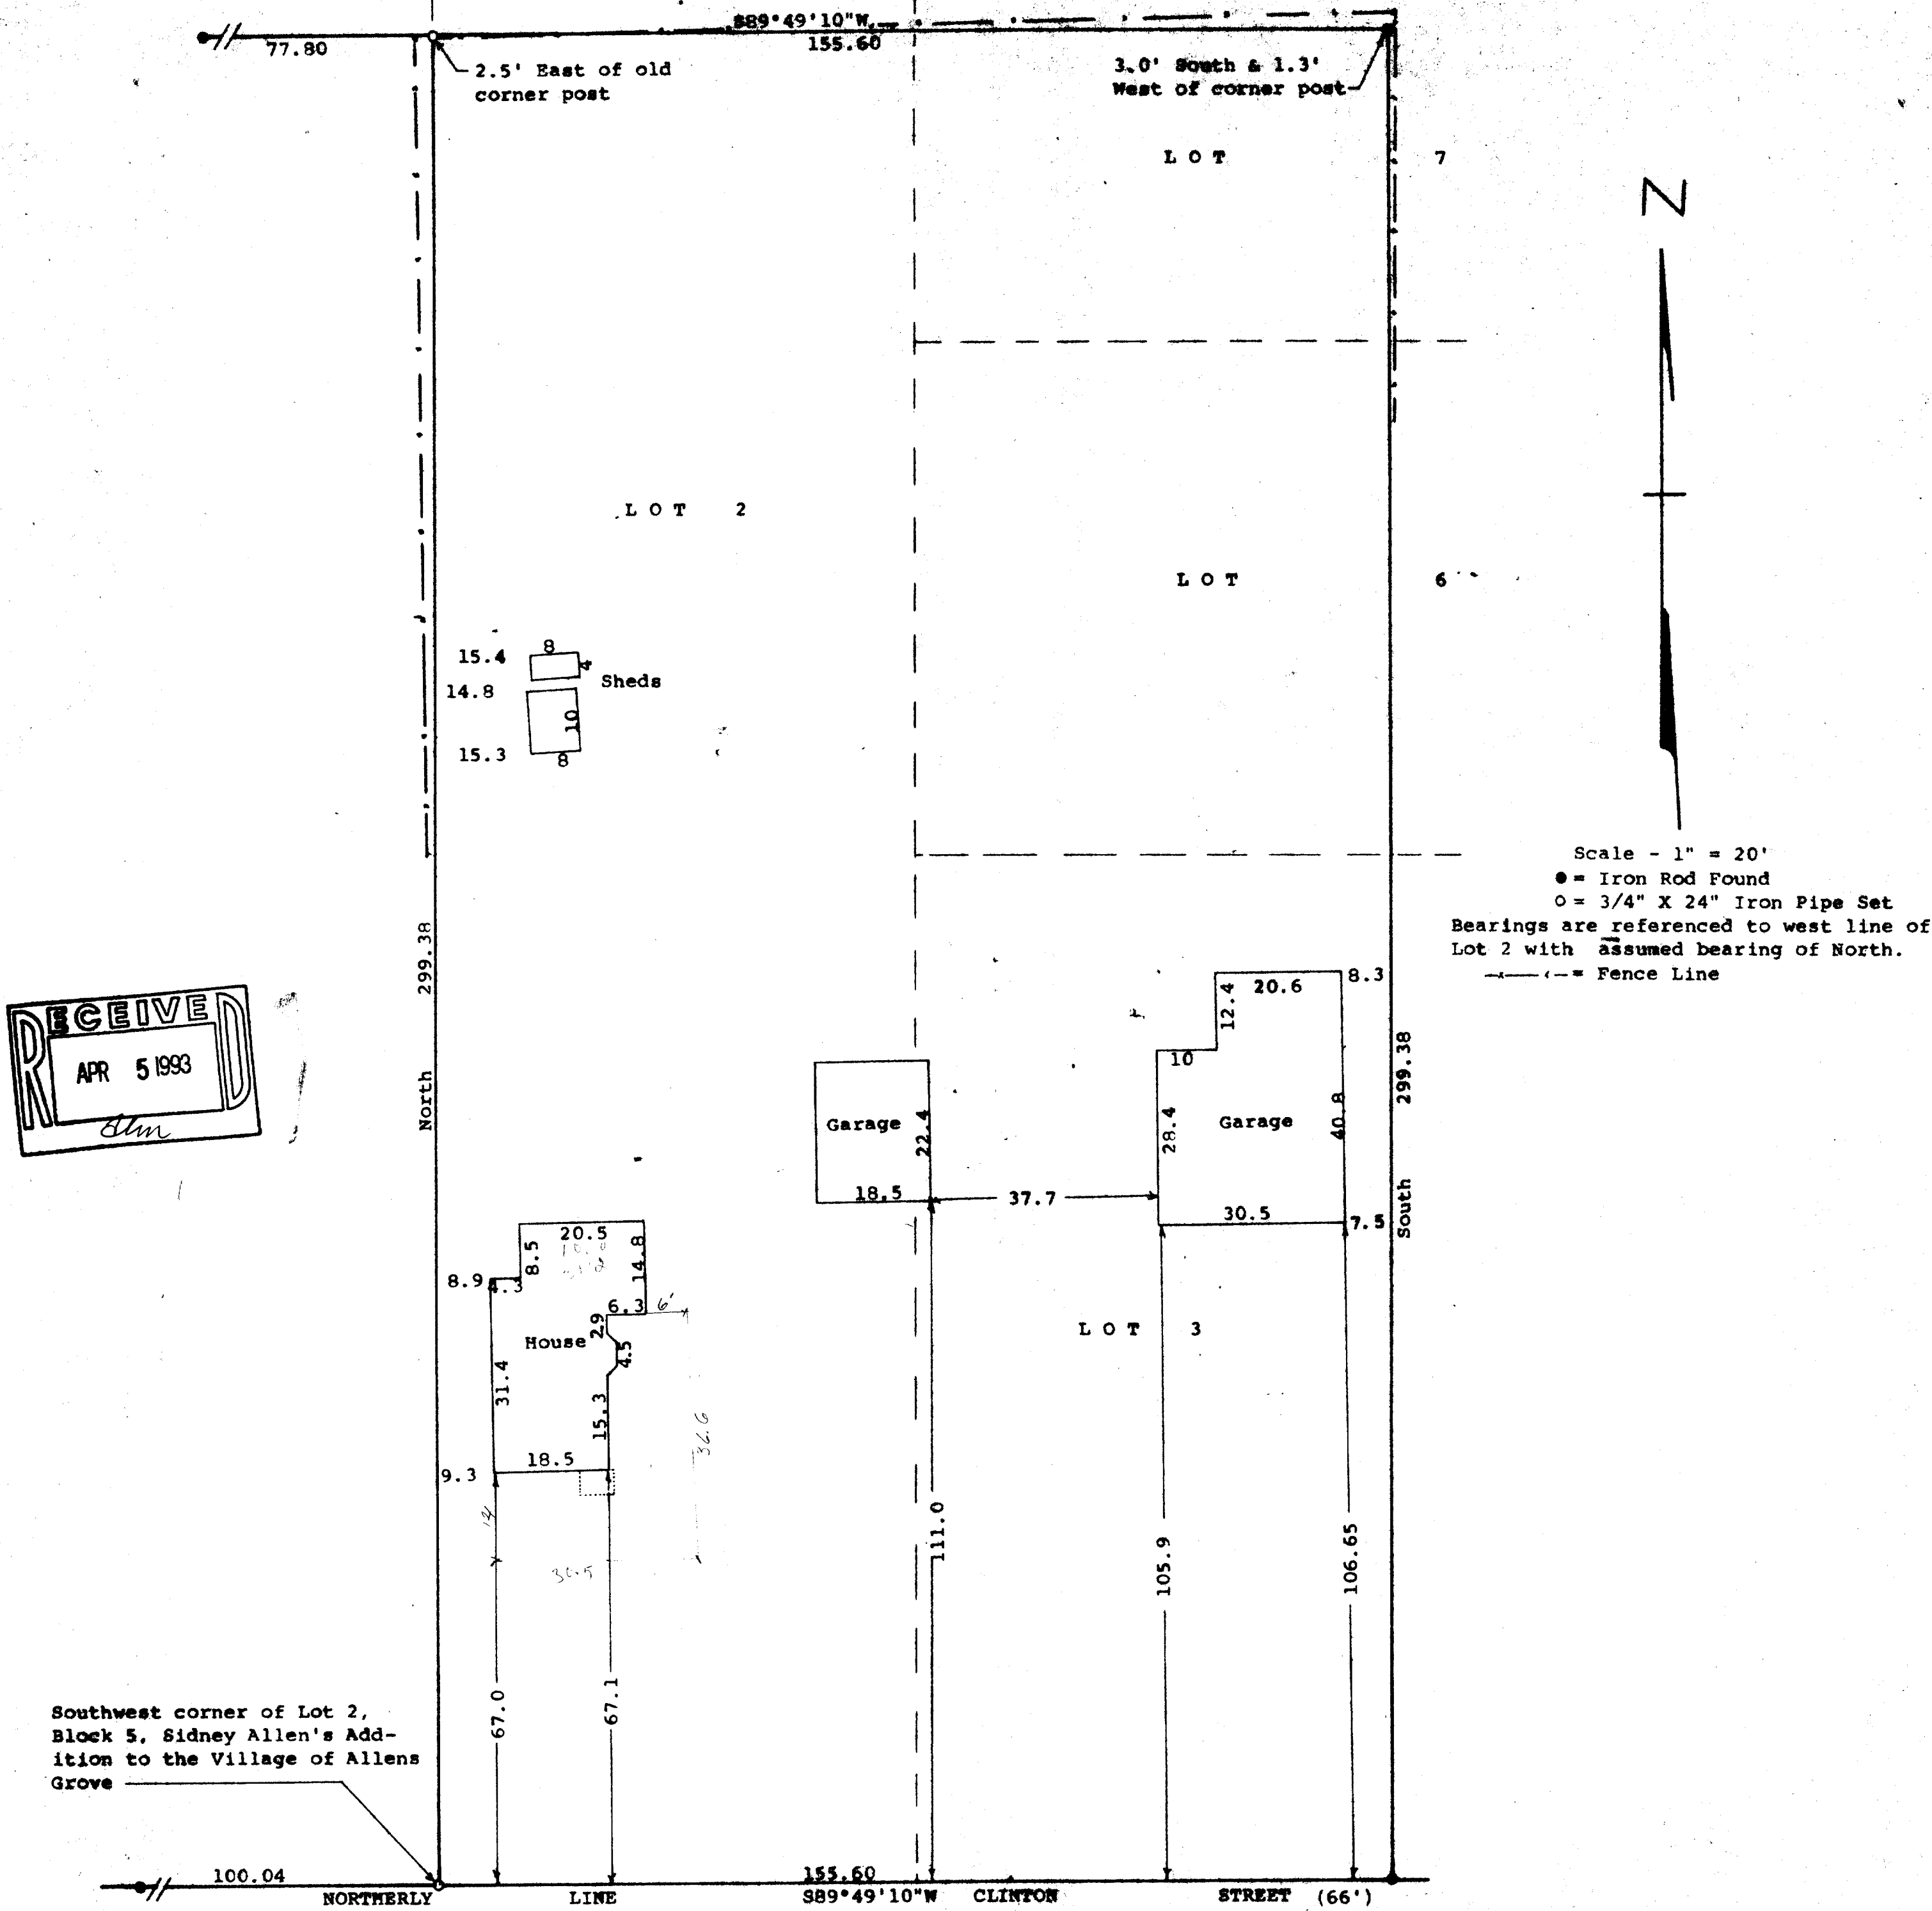 S89°49'10"W
77.80
155.60
2.5' East of old
corner post
3.0' South & 1.3'
West of corner post
LOT 7
N
LOT 2
LOT 6
15.4
8
4
14.8
Sheds
10
15.3
8
Scale - 1" = 20'
● = Iron Rod Found
○ = 3/4" X 24" Iron Pipe Set
Bearings are referenced to west line of
Lot 2 with assumed bearing of North.
= Fence Line
North 299.38
RECEIVED
APR 5 1993
8.3
20.6
12.4
10
South 299.38
Garage
22.4
18.5
37.7
28.4
Garage
40.8
30.5
7.5
20.5
8.5
14.8
8.9
4.3
6.3
6'
2.9
House
4.5
LOT 3
31.4
15.3
36.6
18.5
9.3
111.0
105.9
106.65
67.0
67.1
Southwest corner of Lot 2,
Block 5, Sidney Allen's Add-
ition to the Village of Allens
Grove
100.04
155.60
NORTHERLY LINE S89°49'10"W CLINTON STREET (66')